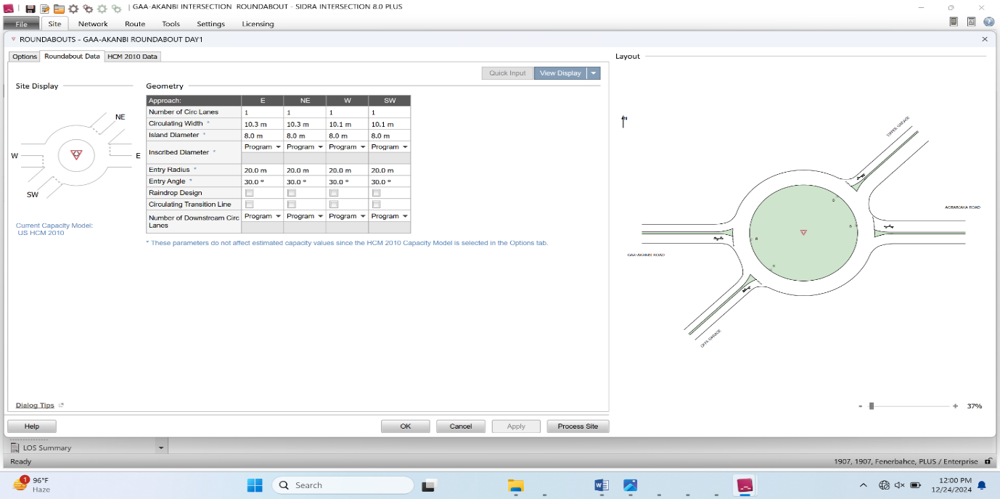 GAA-AKANBI INTERSECTION ROUNDABOUT - SIDRA INTERSECTION 8.0 PLUS
File Site Network Route Tools Settings Licensing
ROUNDABOUTS - GAA-AKANBI ROUNDABOUT DAY1
Options Roundabout Data HCM 2010 Data
Quick Input View Display
Site Display
NE
W
E
SW
Current Capacity Model:
US HCM 2010
Geometry
Approach: E NE W SW
Number of Circ Lanes 1 1 1 1
Circulating Width * 10.3 m 10.3 m 10.1 m 10.1 m
Island Diameter * 8.0 m 8.0 m 8.0 m 8.0 m
Inscribed Diameter * Program Program Program Program
Entry Radius * 20.0 m 20.0 m 20.0 m 20.0 m
Entry Angle * 30.0 ° 30.0 ° 30.0 ° 30.0 °
Raindrop Design
Circulating Transition Line
Number of Downstream Circ Program Program Program Program
Lanes
* These parameters do not affect estimated capacity values since the HCM 2010 Capacity Model is selected in the Options tab.
Layout
N
GAA-AKANBI ROAD
OFFA GARAGE
- + 37%
Dialog Tips
Help OK Cancel Apply Process Site
LOS Summary
Ready
1907, 1907, Fenerbahce, PLUS / Enterprise
1
96°F
Haze
Search
12:00 PM
12/24/2024